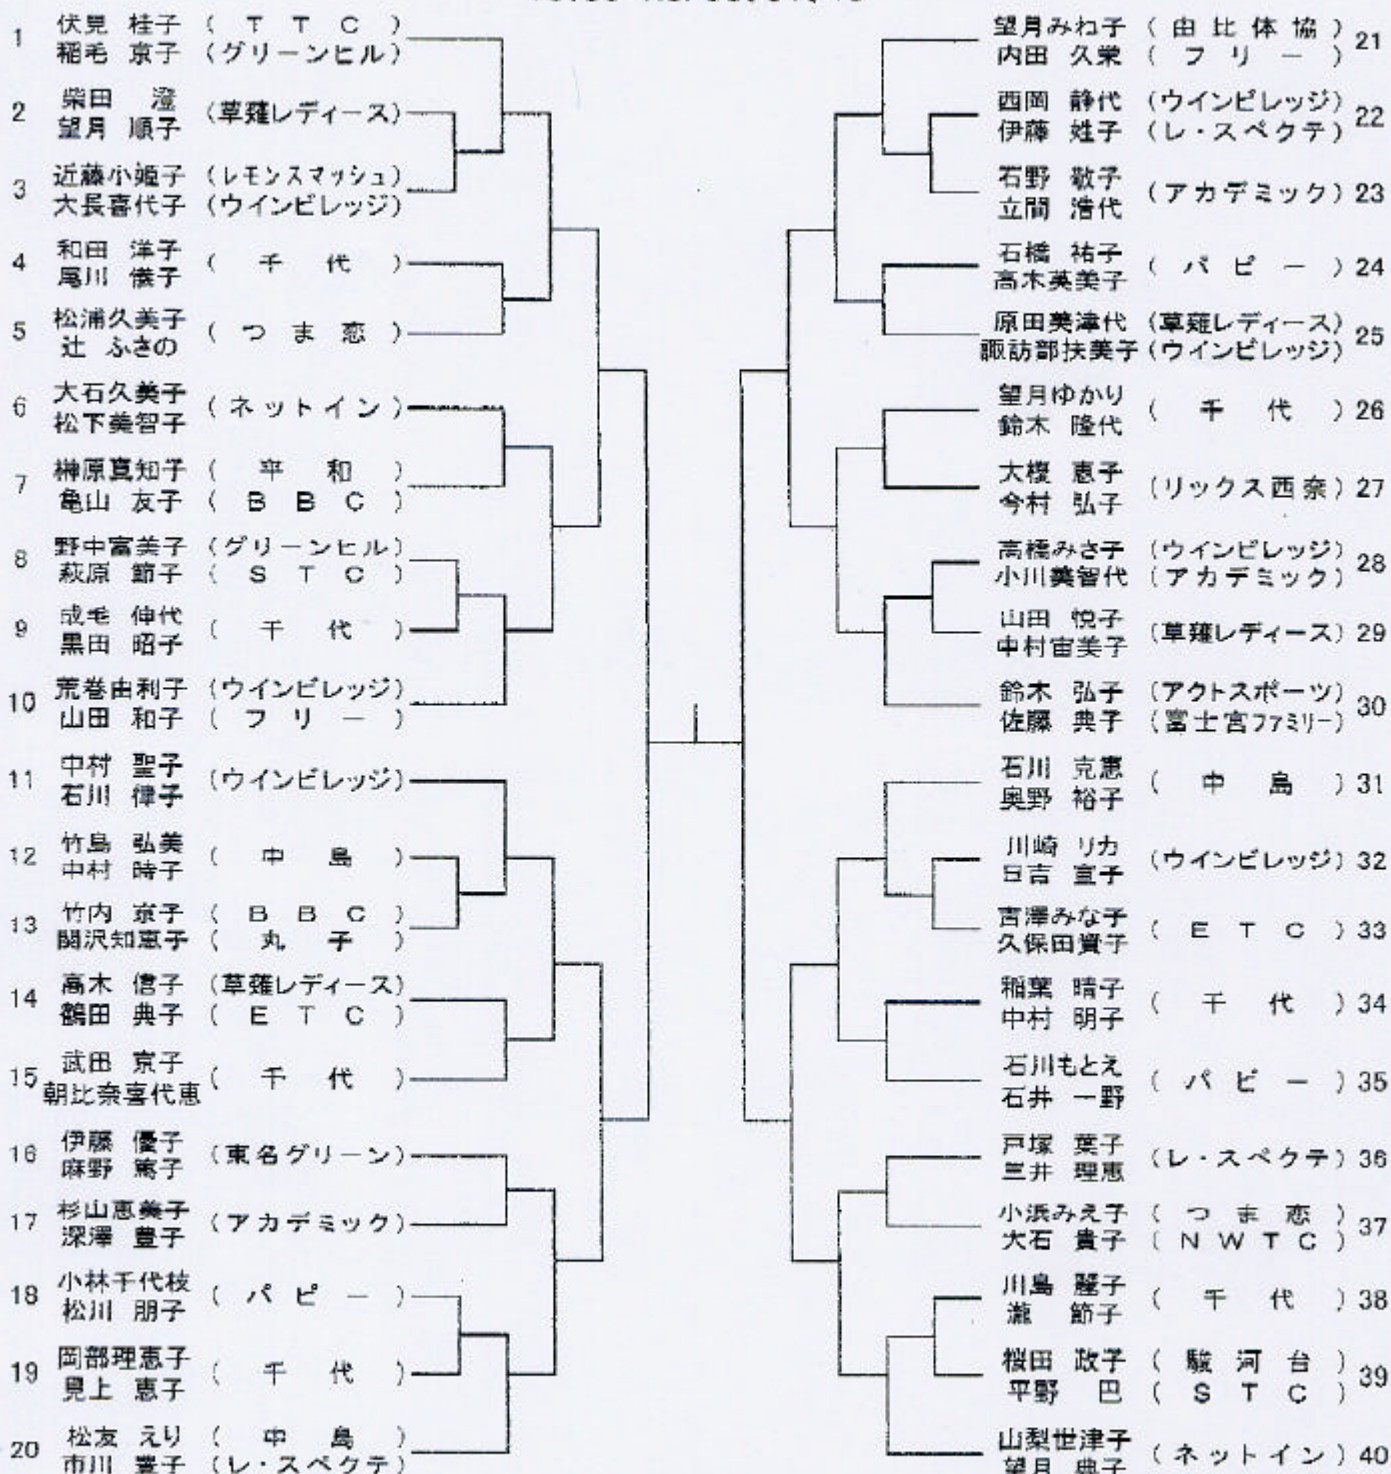 1 伏見 桂子 ( T T C )
稲毛 京子 (グリーンヒル)
2 柴田 澄 (草薙レディース)
望月 順子
3 近藤小姫子 (レモンスマッシュ)
大長喜代子 (ウインビレッジ)
4 和田 洋子 ( 千 代 )
尾川 儀子
5 松浦久美子 ( つ ま 恋 )
辻 ふさの
6 大石久美子 (ネットイン)
松下美智子
7 榊原真知子 ( 平 和 )
亀山 友子 ( B B C )
8 野中富美子 (グリーンヒル)
萩原 節子 ( S T C )
9 成毛 伸代 ( 千 代 )
黒田 昭子
10 荒巻由利子 (ウインビレッジ)
山田 和子 ( フ リ ー )
11 中村 聖子 (ウインビレッジ)
石川 律子
12 竹島 弘美 ( 中 島 )
中村 時子
13 竹内 京子 ( B B C )
関沢知恵子 ( 丸 子 )
14 高木 信子 (草薙レディース)
鶴田 典子 ( E T C )
15 武田 京子 ( 千 代 )
朝比奈喜代恵
16 伊藤 優子 (東名グリーン)
麻野 篤子
17 杉山恵美子 (アカデミック)
深澤 豊子
18 小林千代枝 ( パ ピ ー )
松川 朋子
19 岡部理恵子 ( 千 代 )
見上 恵子
20 松友 えり ( 中 島 )
市川 豊子 (レ・スペクテ)
望月みね子 ( 由 比 体 協 ) 21
内田 久栄 ( フ リ ー )
西岡 静代 (ウインビレッジ) 22
伊藤 姓子 (レ・スペクテ)
石野 敬子 (アカデミック) 23
立間 浩代
石橋 祐子 ( パ ピ ー ) 24
高木英美子
原田美津代 (草薙レディース) 25
諏訪部扶美子 (ウインビレッジ)
望月ゆかり ( 千 代 ) 26
鈴木 隆代
大榎 恵子 (リックス西奈) 27
今村 弘子
高橋みさ子 (ウインビレッジ) 28
小川美智代 (アカデミック)
山田 悦子 (草薙レディース) 29
中村宙美子
鈴木 弘子 (アクトスポーツ) 30
佐藤 典子 (富士宮ファミリー)
石川 克恵 ( 中 島 ) 31
奥野 裕子
川崎 リカ (ウインビレッジ) 32
日吉 宣子
吉澤みな子 ( E T C ) 33
久保田資子
稲葉 晴子 ( 千 代 ) 34
中村 明子
石川もとえ ( パ ピ ー ) 35
石井 一野
戸塚 葉子 (レ・スペクテ) 36
三井 理恵
小浜みえ子 ( つ ま 恋 ) 37
大石 貴子 ( N W T C )
川島 麗子 ( 千 代 ) 38
瀧 節子
桜田 政子 ( 駿 河 台 ) 39
平野 巴 ( S T C )
山梨世津子 (ネットイン) 40
望月 典子